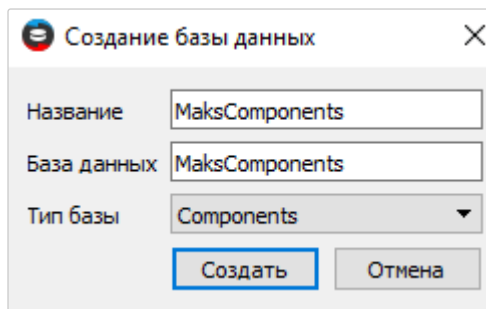 Создание базы данных
Название MaksComponents
База данных MaksComponents
Тип базы Components
Создать Отмена